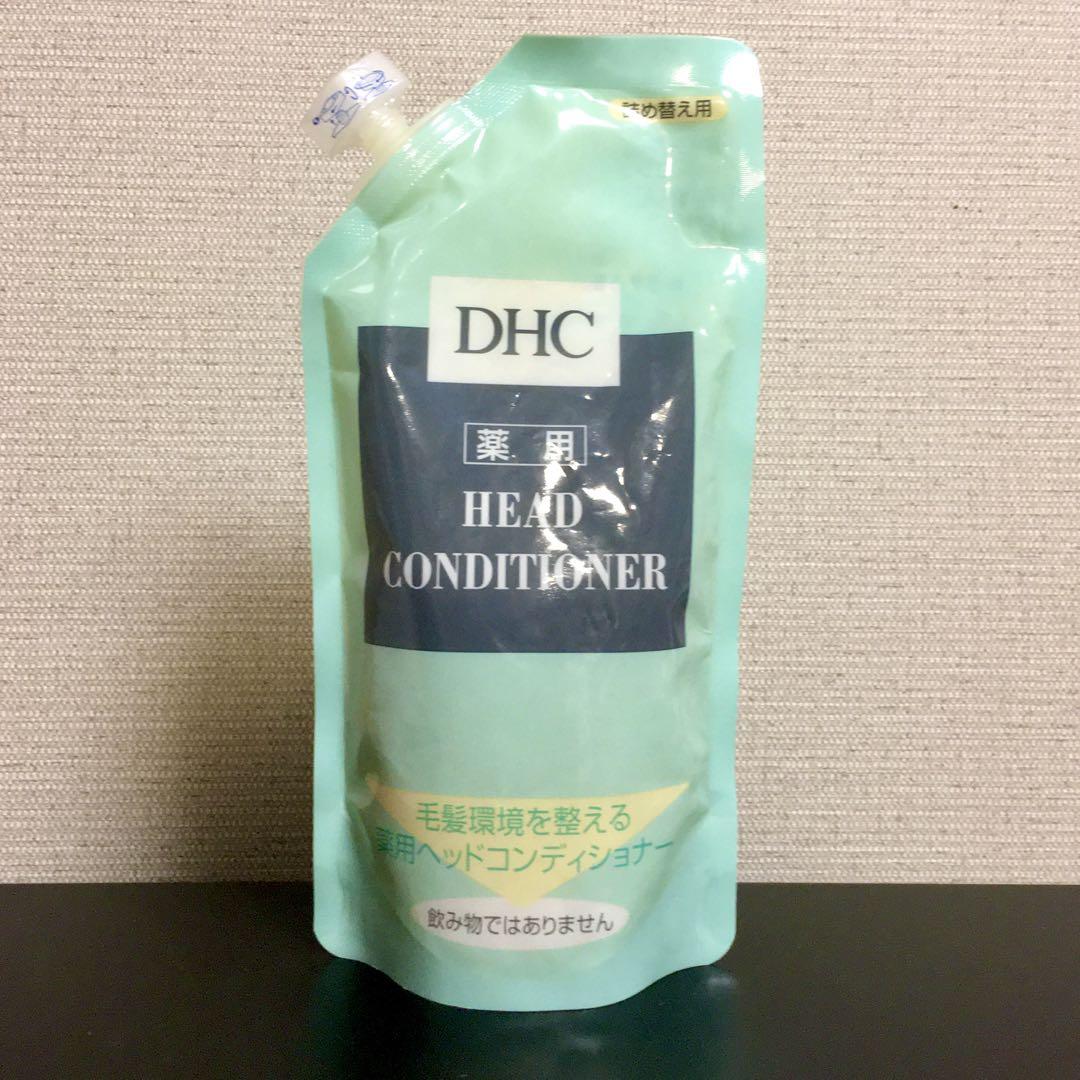 詰め替え用
DHC
薬用
HEAD
CONDITIONER
毛髪環境を整える
薬用ヘッドコンディショナー
飲み物ではありません